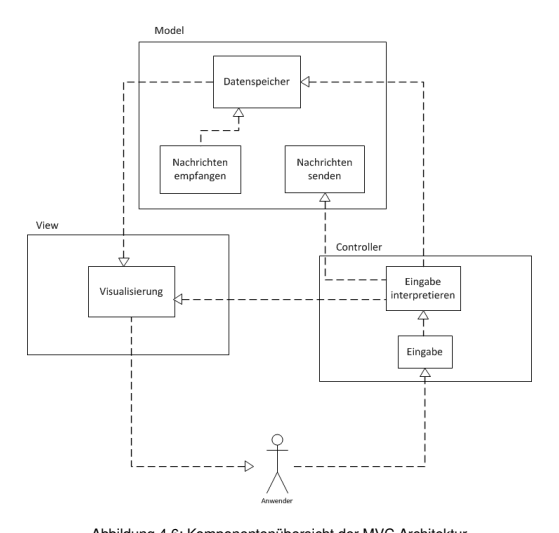 Model
Datenspeicher
Nachrichten
empfangen
Nachrichten
senden
View
Visualisierung
Controller
Eingabe
interpretieren
Eingabe
Anwender
Abbildung 4.6: Komponentenübersicht der MVC Architektur